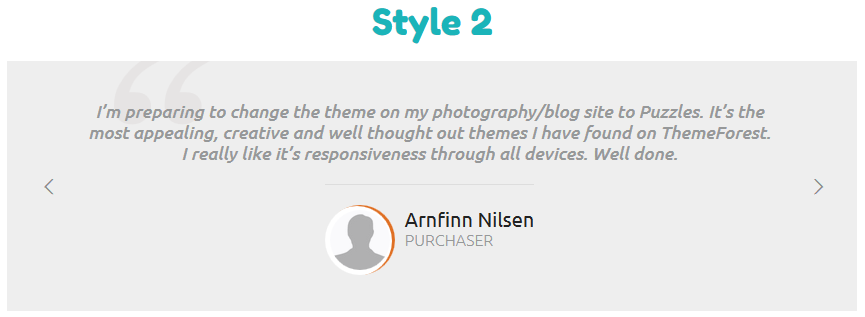 Style 2
I'm preparing to change the theme on my photography/blog site to Puzzles. It's the
most appealing, creative and well thought out themes I have found on ThemeForest.
I really like it's responsiveness through all devices. Well done.
Arnfinn Nilsen
PURCHASER